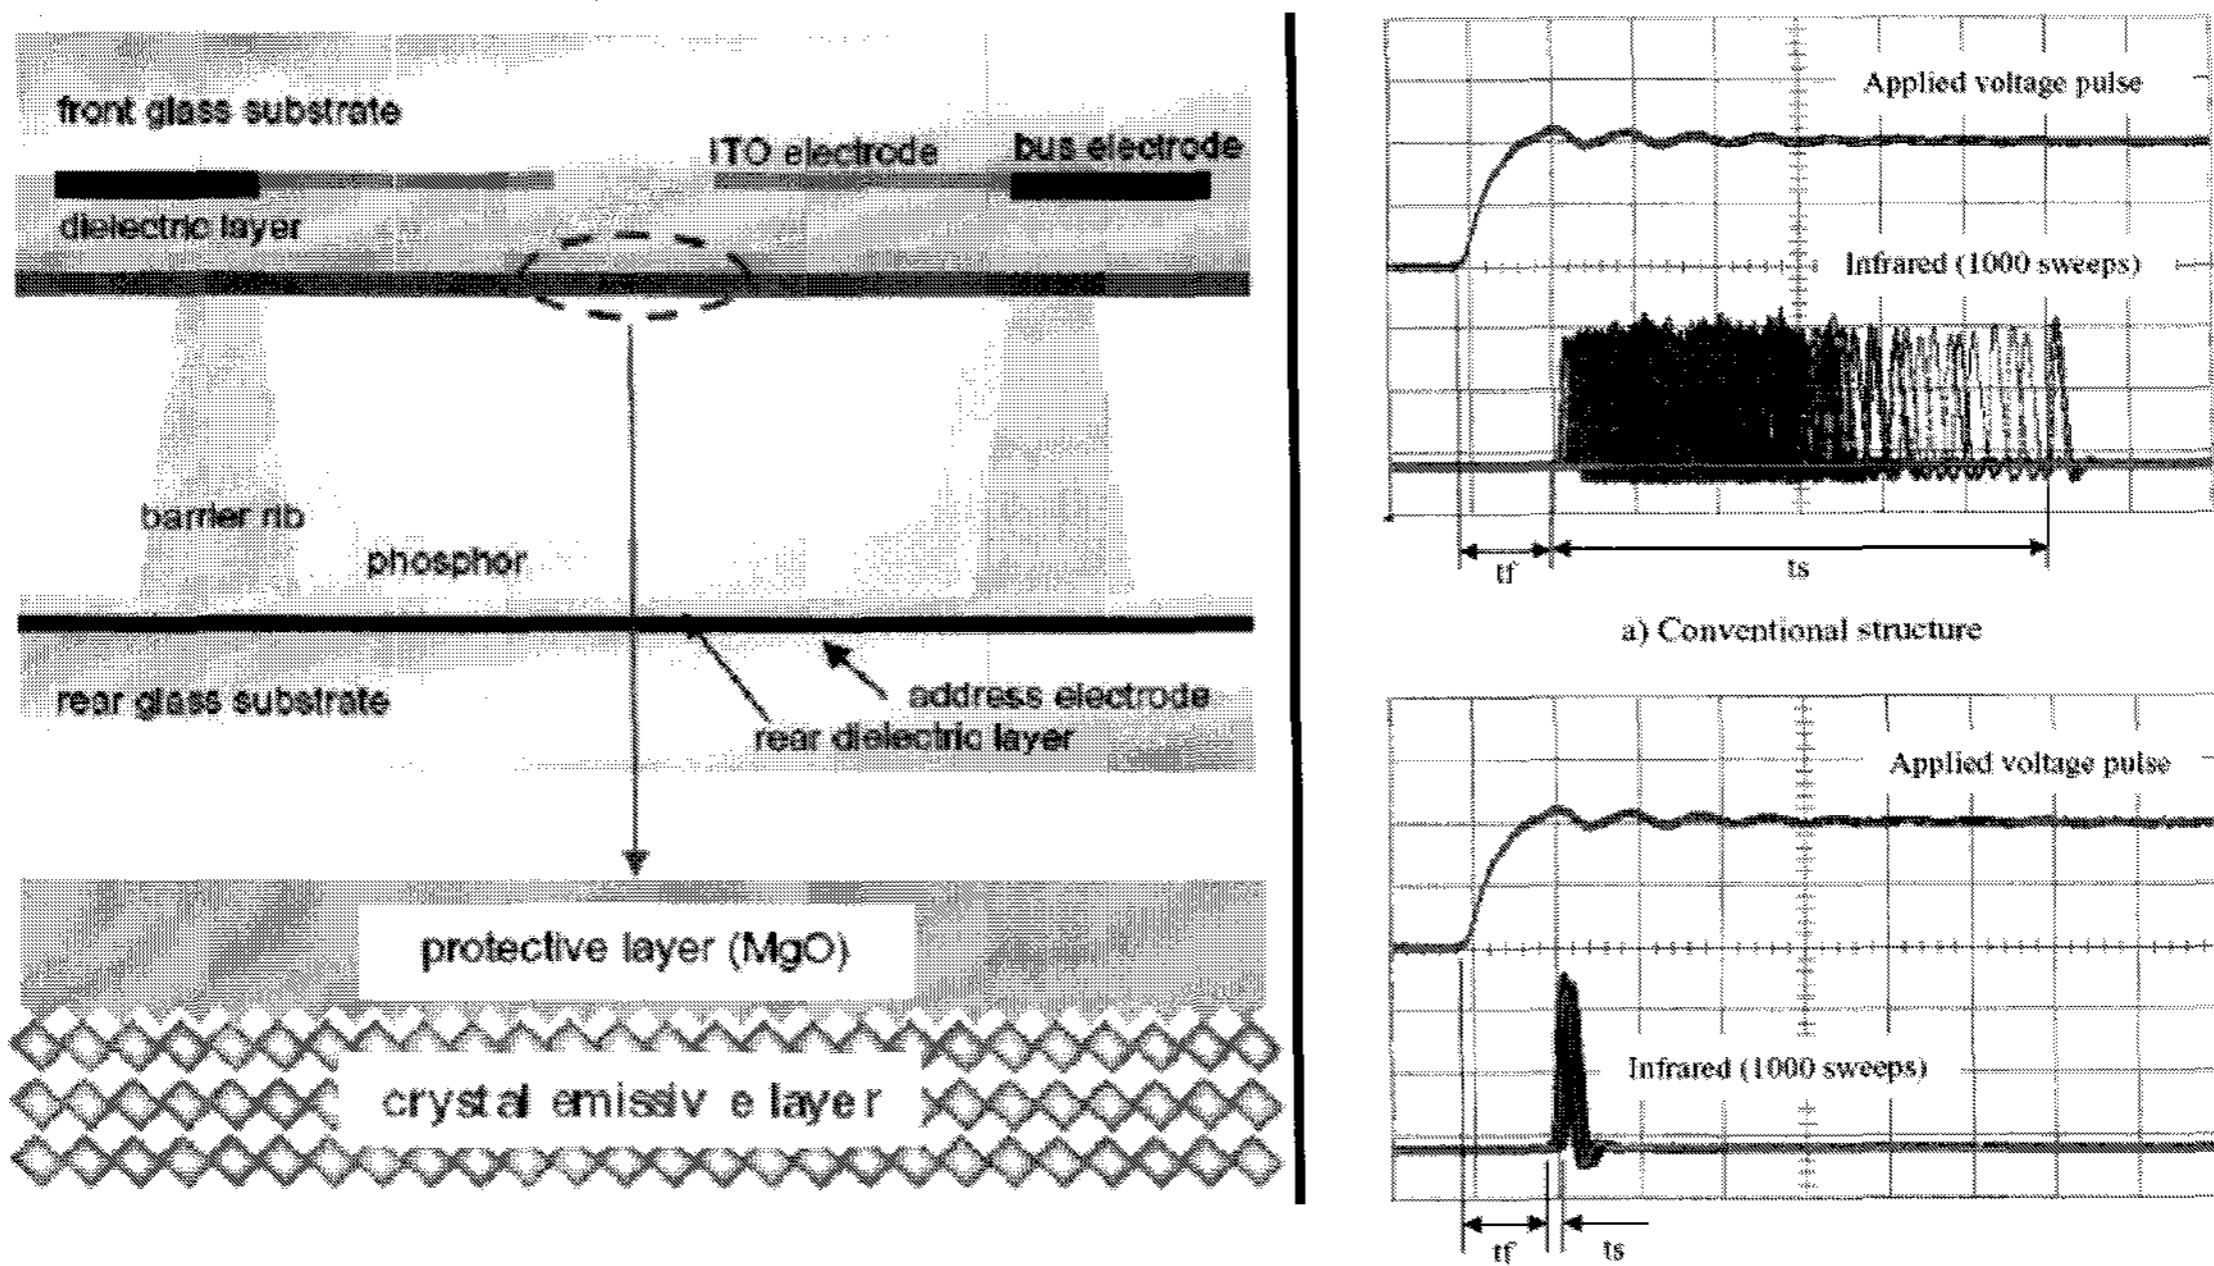 front glass substrate
ITO electrode
bus electrode
dielectric layer
barrier rib
phosphor
rear glass substrate
address electrode
rear dielectric layer
protective layer (MgO)
crystal emissive layer
Applied voltage pulse
Infrared (1000 sweeps)
tf
ts
a) Conventional structure
Applied voltage pulse
Infrared (1000 sweeps)
tf
ts